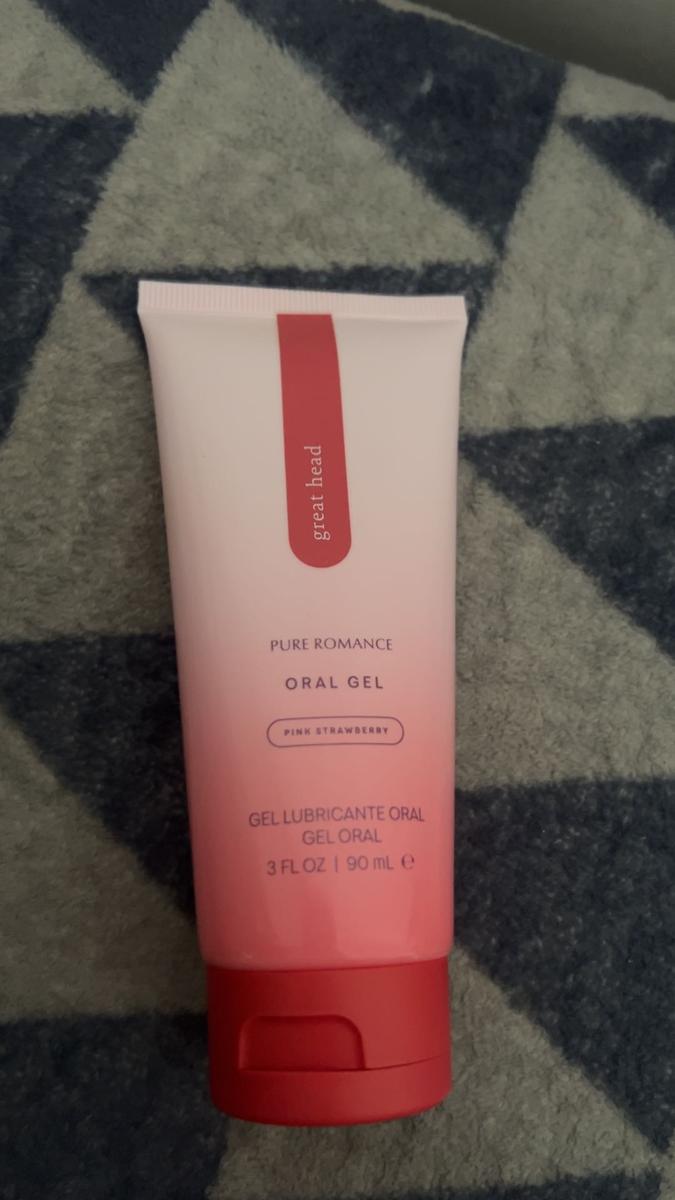 great head
PURE ROMANCE
ORAL GEL
PINK STRAWBERRY
GEL LUBRICANTE ORAL
GEL ORAL
3 FL OZ | 90 mL ℮